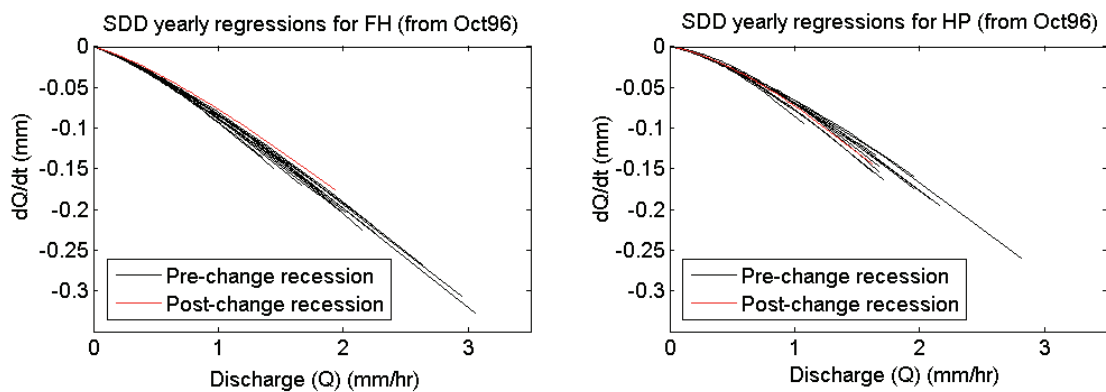 SDD yearly regressions for FH (from Oct96)
0
-0.05
-0.1
-0.15
-0.2
-0.25
-0.3
dQ/dt (mm)
Pre-change recession
Post-change recession
0 1 2 3
Discharge (Q) (mm/hr)
SDD yearly regressions for HP (from Oct96)
0
-0.05
-0.1
-0.15
-0.2
-0.25
-0.3
dQ/dt (mm)
Pre-change recession
Post-change recession
0 1 2 3
Discharge (Q) (mm/hr)